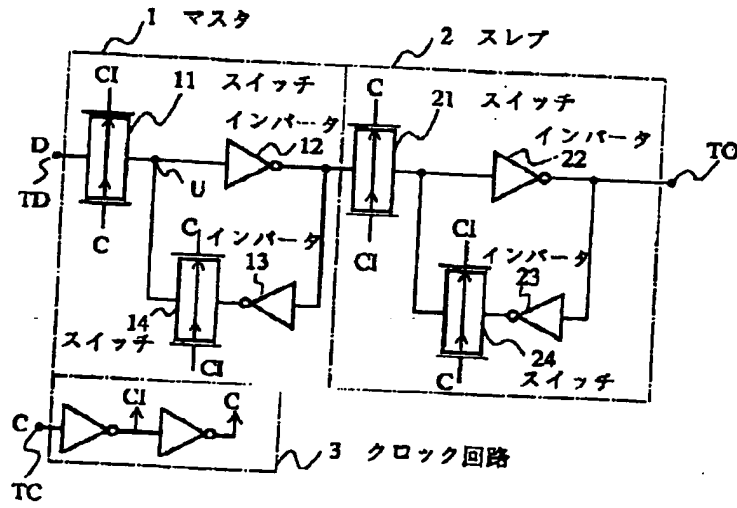 1 マスタ
2 スレブ
CI
11 スイッチ
C
21 スイッチ
インバータ
12
インバータ
22
D
TD
U
TO
C
CI
C
インバータ
13
CI
インバータ
23
14
スイッチ
CI
24
スイッチ
C
C
CI
C
TC
3 クロック回路